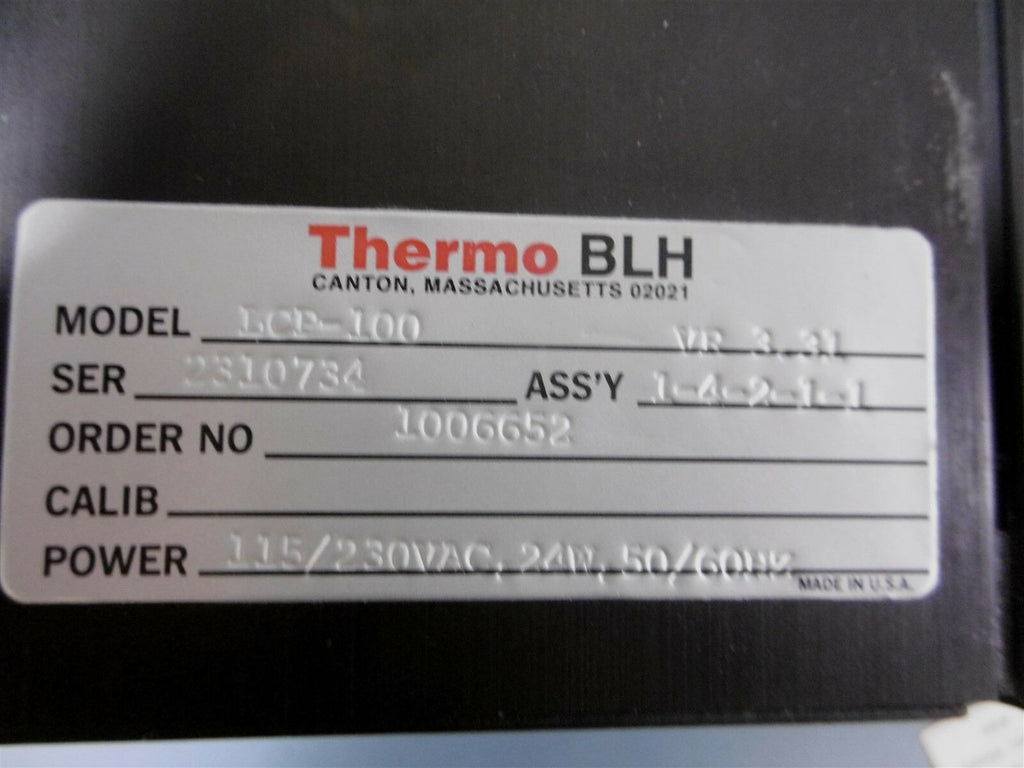 Thermo BLH
CANTON, MASSACHUSETTS 02021
MODEL LCP-100 VR 3.31
SER 2310734 ASS'Y 1-4-2-1-1
ORDER NO 1006652
CALIB
POWER 115/230VAC, 24W, 50/60HZ
MADE IN U.S.A.